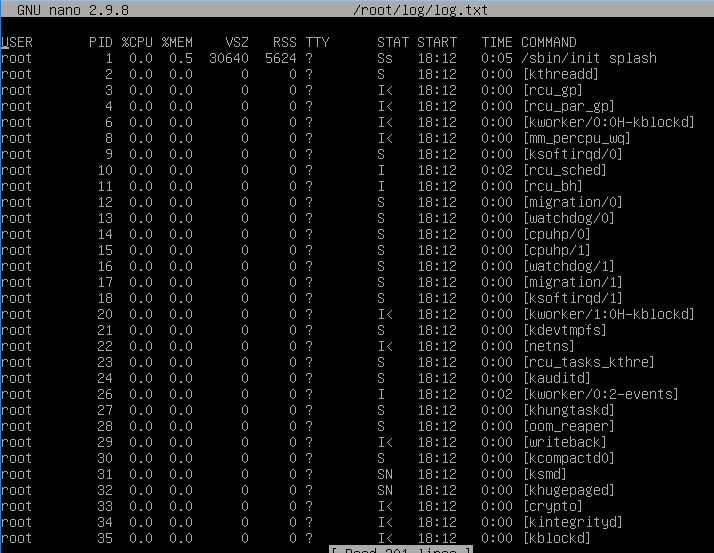 GNU nano 2.9.8 /root/log/log.txt
USER PID %CPU %MEM VSZ RSS TTY STAT START TIME COMMAND
root 1 0.0 0.5 30640 5624 ? Ss 18:12 0:05 /sbin/init splash
root 2 0.0 0.0 0 0 ? S 18:12 0:00 [kthreadd]
root 3 0.0 0.0 0 0 ? I< 18:12 0:00 [rcu_gp]
root 4 0.0 0.0 0 0 ? I< 18:12 0:00 [rcu_par_gp]
root 6 0.0 0.0 0 0 ? I< 18:12 0:00 [kworker/0:0H-kblockd]
root 8 0.0 0.0 0 0 ? I< 18:12 0:00 [mm_percpu_wq]
root 9 0.0 0.0 0 0 ? S 18:12 0:00 [ksoftirqd/0]
root 10 0.0 0.0 0 0 ? I 18:12 0:02 [rcu_sched]
root 11 0.0 0.0 0 0 ? I 18:12 0:00 [rcu_bh]
root 12 0.0 0.0 0 0 ? S 18:12 0:00 [migration/0]
root 13 0.0 0.0 0 0 ? S 18:12 0:00 [watchdog/0]
root 14 0.0 0.0 0 0 ? S 18:12 0:00 [cpuhp/0]
root 15 0.0 0.0 0 0 ? S 18:12 0:00 [cpuhp/1]
root 16 0.0 0.0 0 0 ? S 18:12 0:00 [watchdog/1]
root 17 0.0 0.0 0 0 ? S 18:12 0:00 [migration/1]
root 18 0.0 0.0 0 0 ? S 18:12 0:00 [ksoftirqd/1]
root 20 0.0 0.0 0 0 ? I< 18:12 0:00 [kworker/1:0H-kblockd]
root 21 0.0 0.0 0 0 ? S 18:12 0:00 [kdevtmpfs]
root 22 0.0 0.0 0 0 ? I< 18:12 0:00 [netns]
root 23 0.0 0.0 0 0 ? S 18:12 0:00 [rcu_tasks_kthre]
root 24 0.0 0.0 0 0 ? S 18:12 0:00 [kauditd]
root 26 0.0 0.0 0 0 ? I 18:12 0:02 [kworker/0:2-events]
root 27 0.0 0.0 0 0 ? S 18:12 0:00 [khungtaskd]
root 28 0.0 0.0 0 0 ? S 18:12 0:00 [oom_reaper]
root 29 0.0 0.0 0 0 ? I< 18:12 0:00 [writeback]
root 30 0.0 0.0 0 0 ? S 18:12 0:00 [kcompactd0]
root 31 0.0 0.0 0 0 ? SN 18:12 0:00 [ksmd]
root 32 0.0 0.0 0 0 ? SN 18:12 0:00 [khugepaged]
root 33 0.0 0.0 0 0 ? I< 18:12 0:00 [crypto]
root 34 0.0 0.0 0 0 ? I< 18:12 0:00 [kintegrityd]
root 35 0.0 0.0 0 0 ? I< 18:12 0:00 [kblockd]
[ Read 201 lines ]